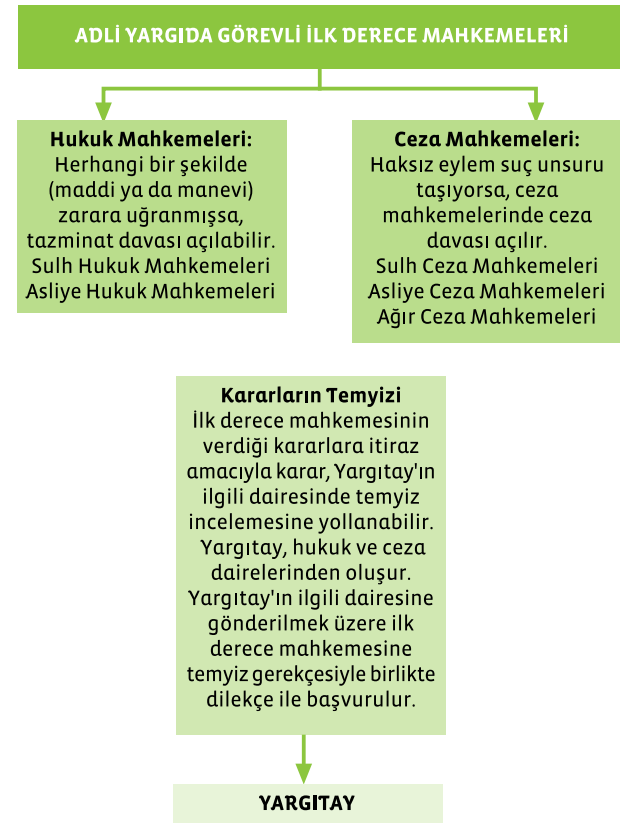 ADLİ YARGIDA GÖREVLİ İLK DERECE MAHKEMELERİ
Hukuk Mahkemeleri:
Herhangi bir şekilde
(maddi ya da manevi)
zarara uğranmışsa,
tazminat davası açılabilir.
Sulh Hukuk Mahkemeleri
Asliye Hukuk Mahkemeleri
Ceza Mahkemeleri:
Haksız eylem suç unsuru
taşıyorsa, ceza
mahkemelerinde ceza
davası açılır.
Sulh Ceza Mahkemeleri
Asliye Ceza Mahkemeleri
Ağır Ceza Mahkemeleri
Kararların Temyizi
İlk derece mahkemesinin
verdiği kararlara itiraz
amacıyla karar, Yargıtay'ın
ilgili dairesinde temyiz
incelemesine yollanabilir.
Yargıtay, hukuk ve ceza
dairelerinden oluşur.
Yargıtay'ın ilgili dairesine
gönderilmek üzere ilk
derece mahkemesine
temyiz gerekçesiyle birlikte
dilekçe ile başvurulur.
YARGITAY